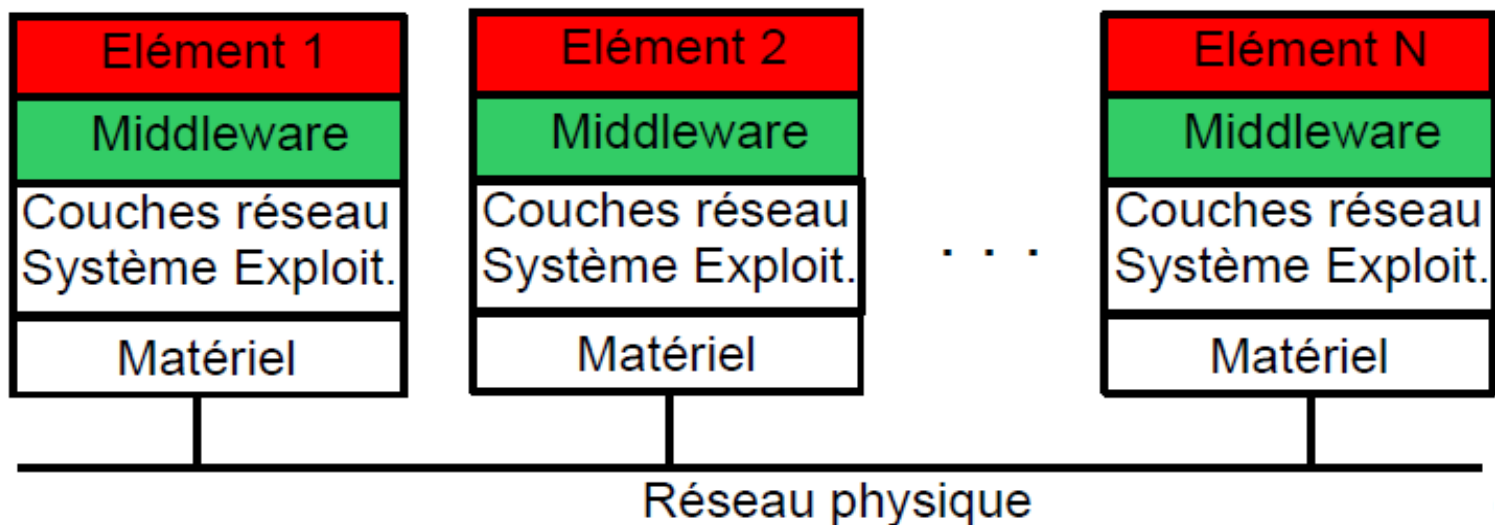 Elément 1
Middleware
Couches réseau
Système Exploit.
Matériel
Elément 2
Middleware
Couches réseau
Système Exploit.
Matériel
. . .
Elément N
Middleware
Couches réseau
Système Exploit.
Matériel
Réseau physique